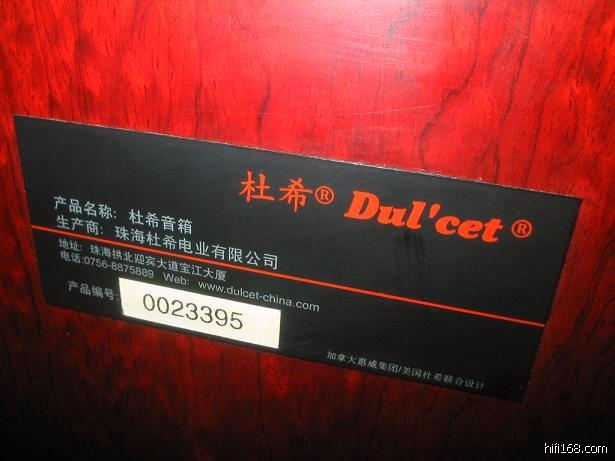 杜希® Dul'cet ®
产品名称: 杜希音箱
生产商: 珠海杜希电业有限公司
地址: 珠海拱北迎宾大道宝江大厦
电话:0756-8875889 Web: www.dulcet-china.com
产品编号:
0023395
加拿大惠威集团/美国杜希联合设计
hifi168.com